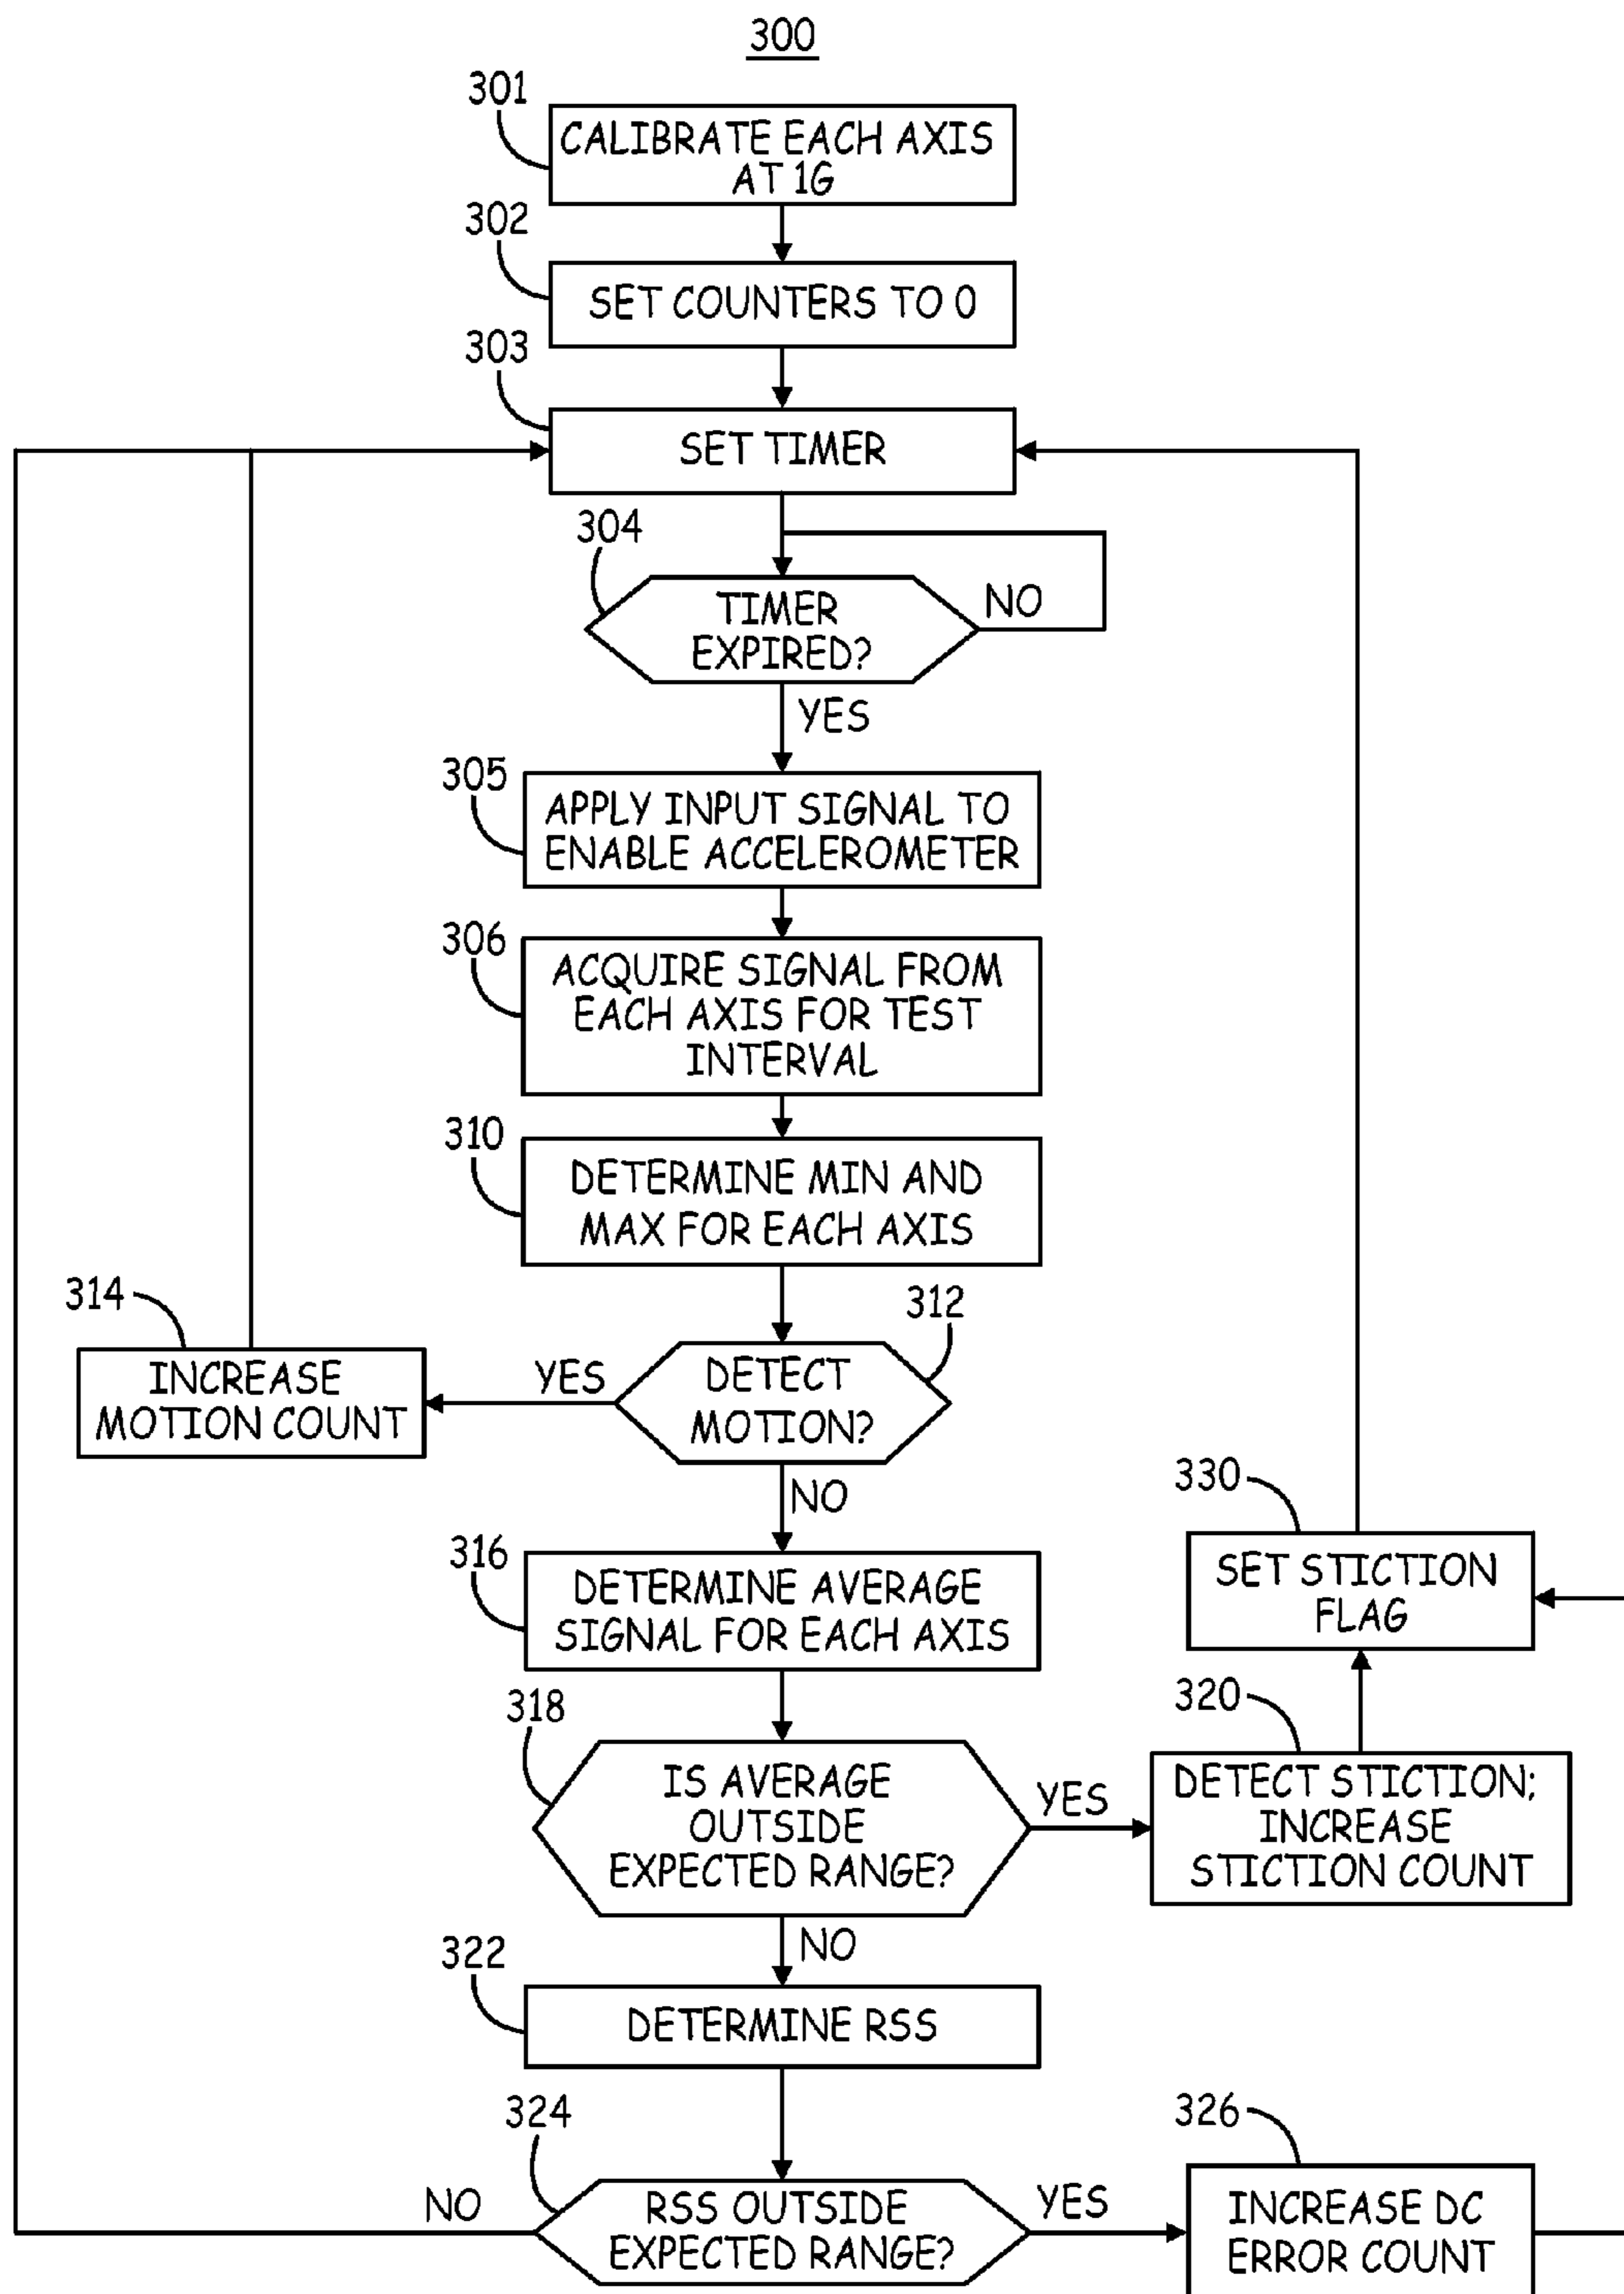 300
301
CALIBRATE EACH AXIS
AT 1G
302
SET COUNTERS TO 0
303
SET TIMER
304
TIMER
EXPIRED?
NO
YES
305
APPLY INPUT SIGNAL TO
ENABLE ACCELEROMETER
306
ACQUIRE SIGNAL FROM
EACH AXIS FOR TEST
INTERVAL
310
DETERMINE MIN AND
MAX FOR EACH AXIS
312
DETECT
MOTION?
YES
314
INCREASE
MOTION COUNT
NO
316
DETERMINE AVERAGE
SIGNAL FOR EACH AXIS
318
IS AVERAGE
OUTSIDE
EXPECTED RANGE?
YES
320
DETECT STICTION;
INCREASE
STICTION COUNT
330
SET STICTION
FLAG
NO
322
DETERMINE RSS
324
RSS OUTSIDE
EXPECTED RANGE?
NO
YES
326
INCREASE DC
ERROR COUNT